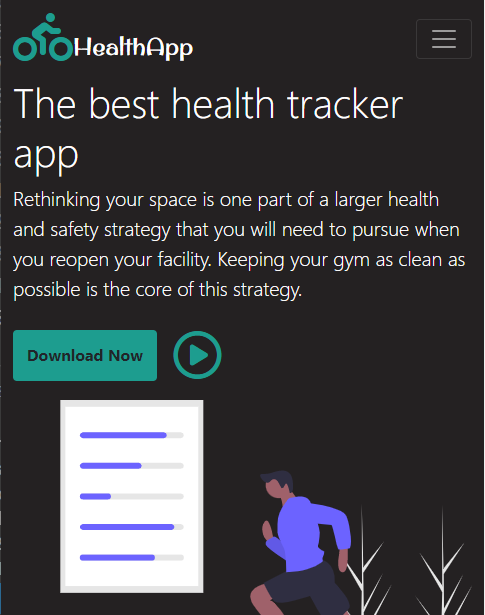 HealthApp
The best health tracker
app
Rethinking your space is one part of a larger health
and safety strategy that you will need to pursue when
you reopen your facility. Keeping your gym as clean as
possible is the core of this strategy.
Download Now